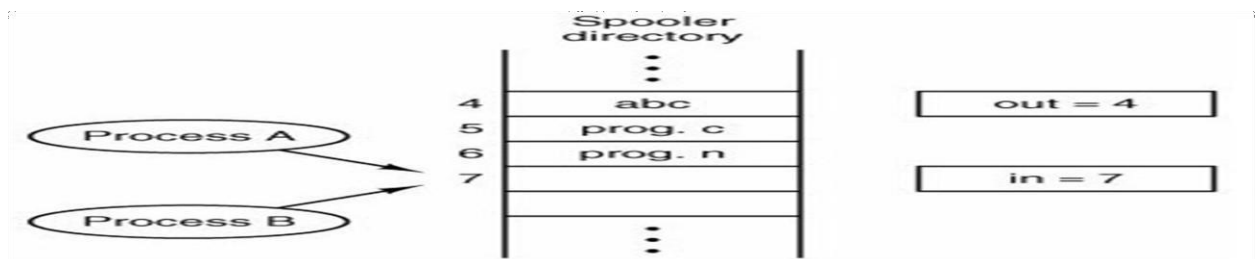 Spooler
directory
4 abc out = 4
Process A 5 prog. c
6 prog. n
7 in = 7
Process B